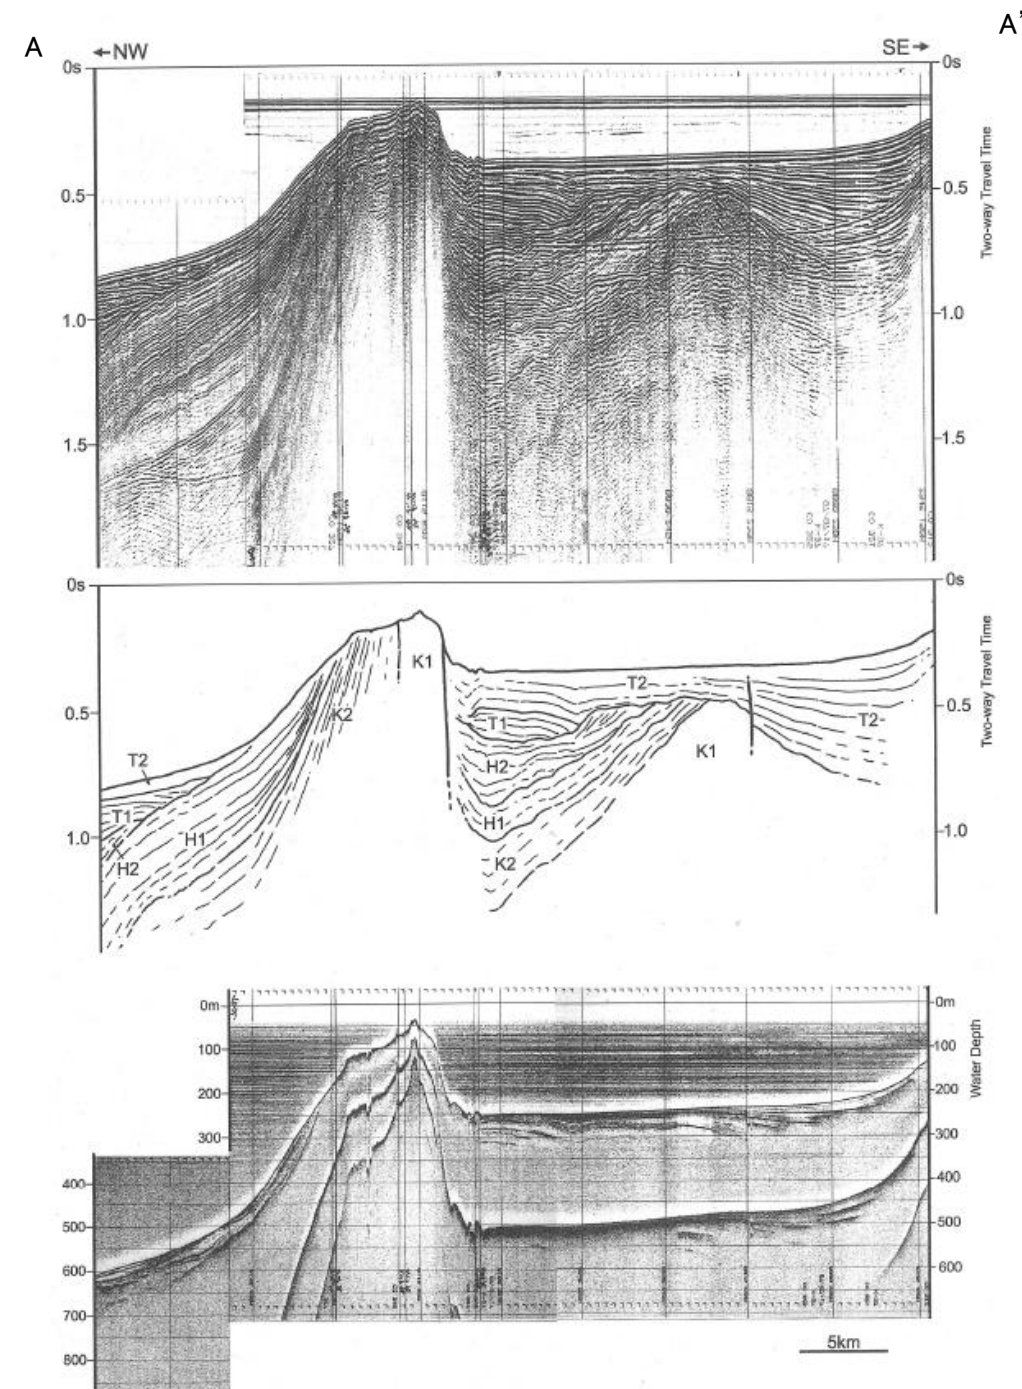 A A’
←NW SE→
0s 0s
0.5 0.5
1.0 1.0
1.5 1.5
Two-way Travel Time
0s 0s
K1
K2
T2
T1
H2
H1
K2
K1
T2
T2
T1
H1
H2
0.5 0.5
1.0 1.0
Two-way Travel Time
0m 0m
100 100
200 200
300 300
400 400
500 500
600 600
700
800
Water Depth
5km